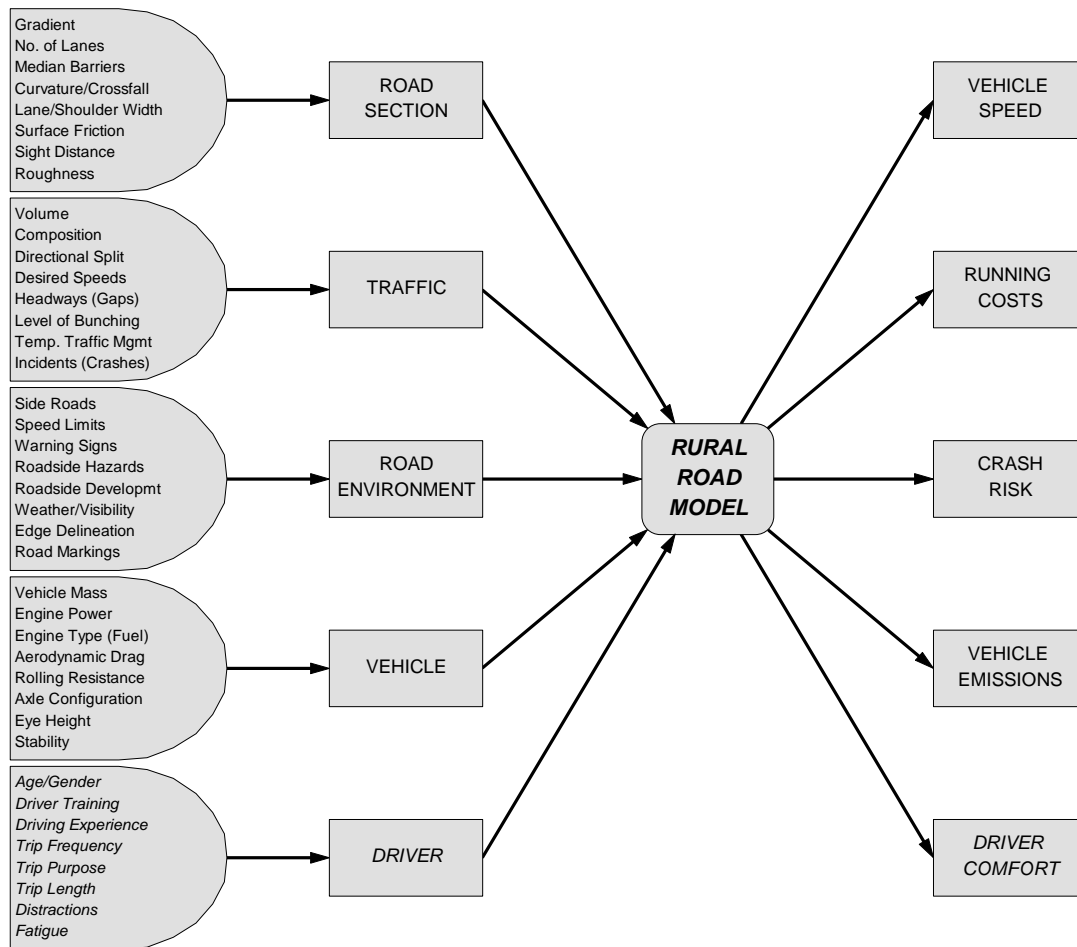 Gradient
No. of Lanes
Median Barriers
Curvature/Crossfall
Lane/Shoulder Width
Surface Friction
Sight Distance
Roughness
ROAD
SECTION
VEHICLE
SPEED
Volume
Composition
Directional Split
Desired Speeds
Headways (Gaps)
Level of Bunching
Temp. Traffic Mgmt
Incidents (Crashes)
TRAFFIC
RUNNING
COSTS
Side Roads
Speed Limits
Warning Signs
Roadside Hazards
Roadside Developmt
Weather/Visibility
Edge Delineation
Road Markings
ROAD
ENVIRONMENT
RURAL
ROAD
MODEL
CRASH
RISK
Vehicle Mass
Engine Power
Engine Type (Fuel)
Aerodynamic Drag
Rolling Resistance
Axle Configuration
Eye Height
Stability
VEHICLE
VEHICLE
EMISSIONS
Age/Gender
Driver Training
Driving Experience
Trip Frequency
Trip Purpose
Trip Length
Distractions
Fatigue
DRIVER
DRIVER
COMFORT